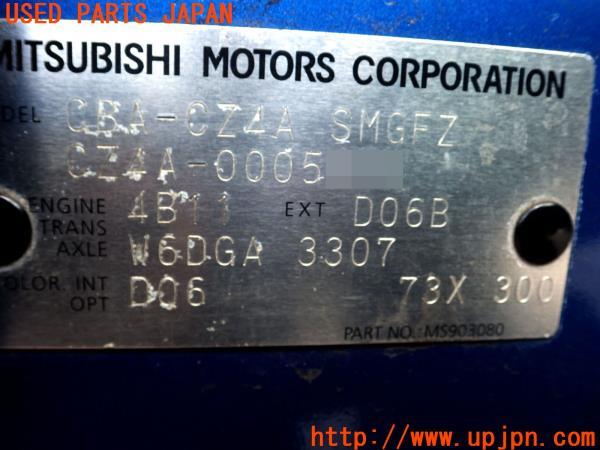 USED PARTS JAPAN
MITSUBISHI MOTORS CORPORATION
MODEL CBA-CZ4A SMGFZ
CZ4A-0005
ENGINE 4B11 EXT D06B
TRANS
AXLE W6DGA 3307
COLOR. INT D06
OPT 73X 300
PART NO.: MS903080
http://www.upjpn.com/